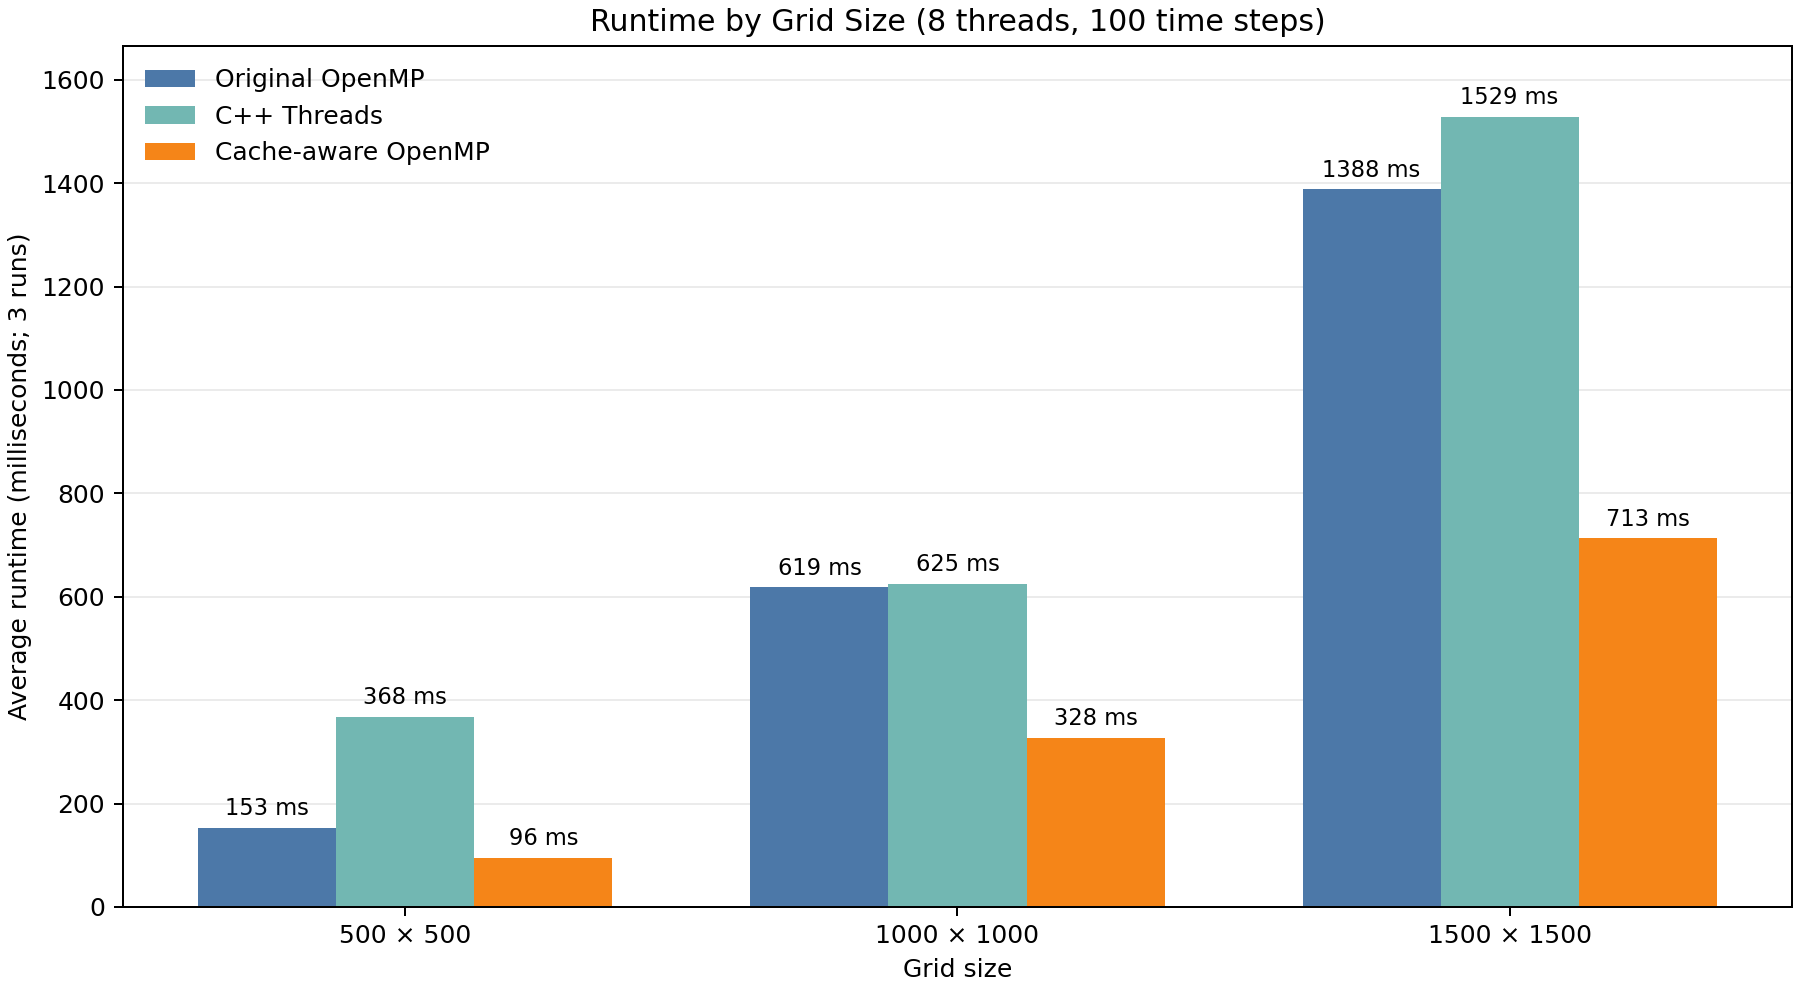 Runtime by Grid Size (8 threads, 100 time steps)
Original OpenMP
C++ Threads
Cache-aware OpenMP
Average runtime (milliseconds; 3 runs)
1600
1400
1200
1000
800
600
400
200
0
153 ms
368 ms
96 ms
619 ms
625 ms
328 ms
1388 ms
1529 ms
713 ms
500 × 500
1000 × 1000
1500 × 1500
Grid size